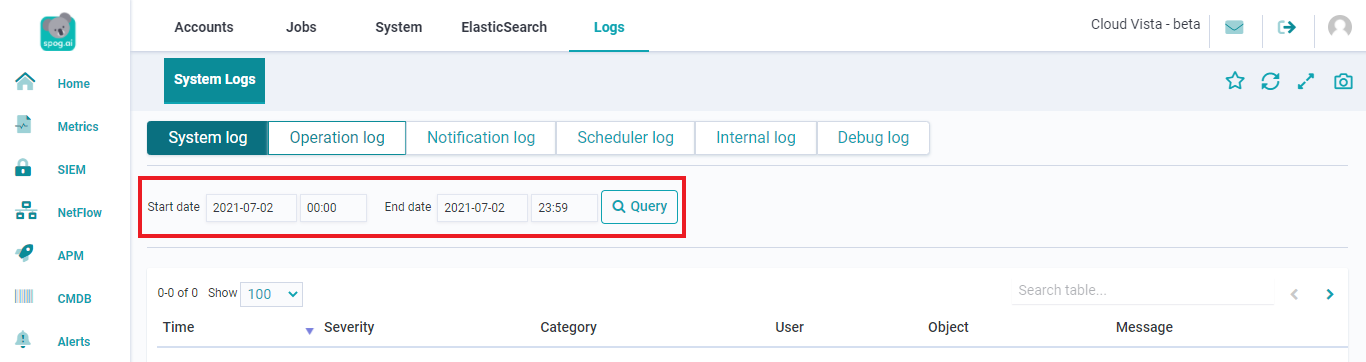 spog.ai
Accounts Jobs System ElasticSearch Logs
Cloud Vista - beta
Home
Metrics
SIEM
NetFlow
APM
CMDB
Alerts
System Logs
System log Operation log Notification log Scheduler log Internal log Debug log
Start date 2021-07-02 00:00 End date 2021-07-02 23:59 Query
0-0 of 0 Show 100 Search table...
Time Severity Category User Object Message